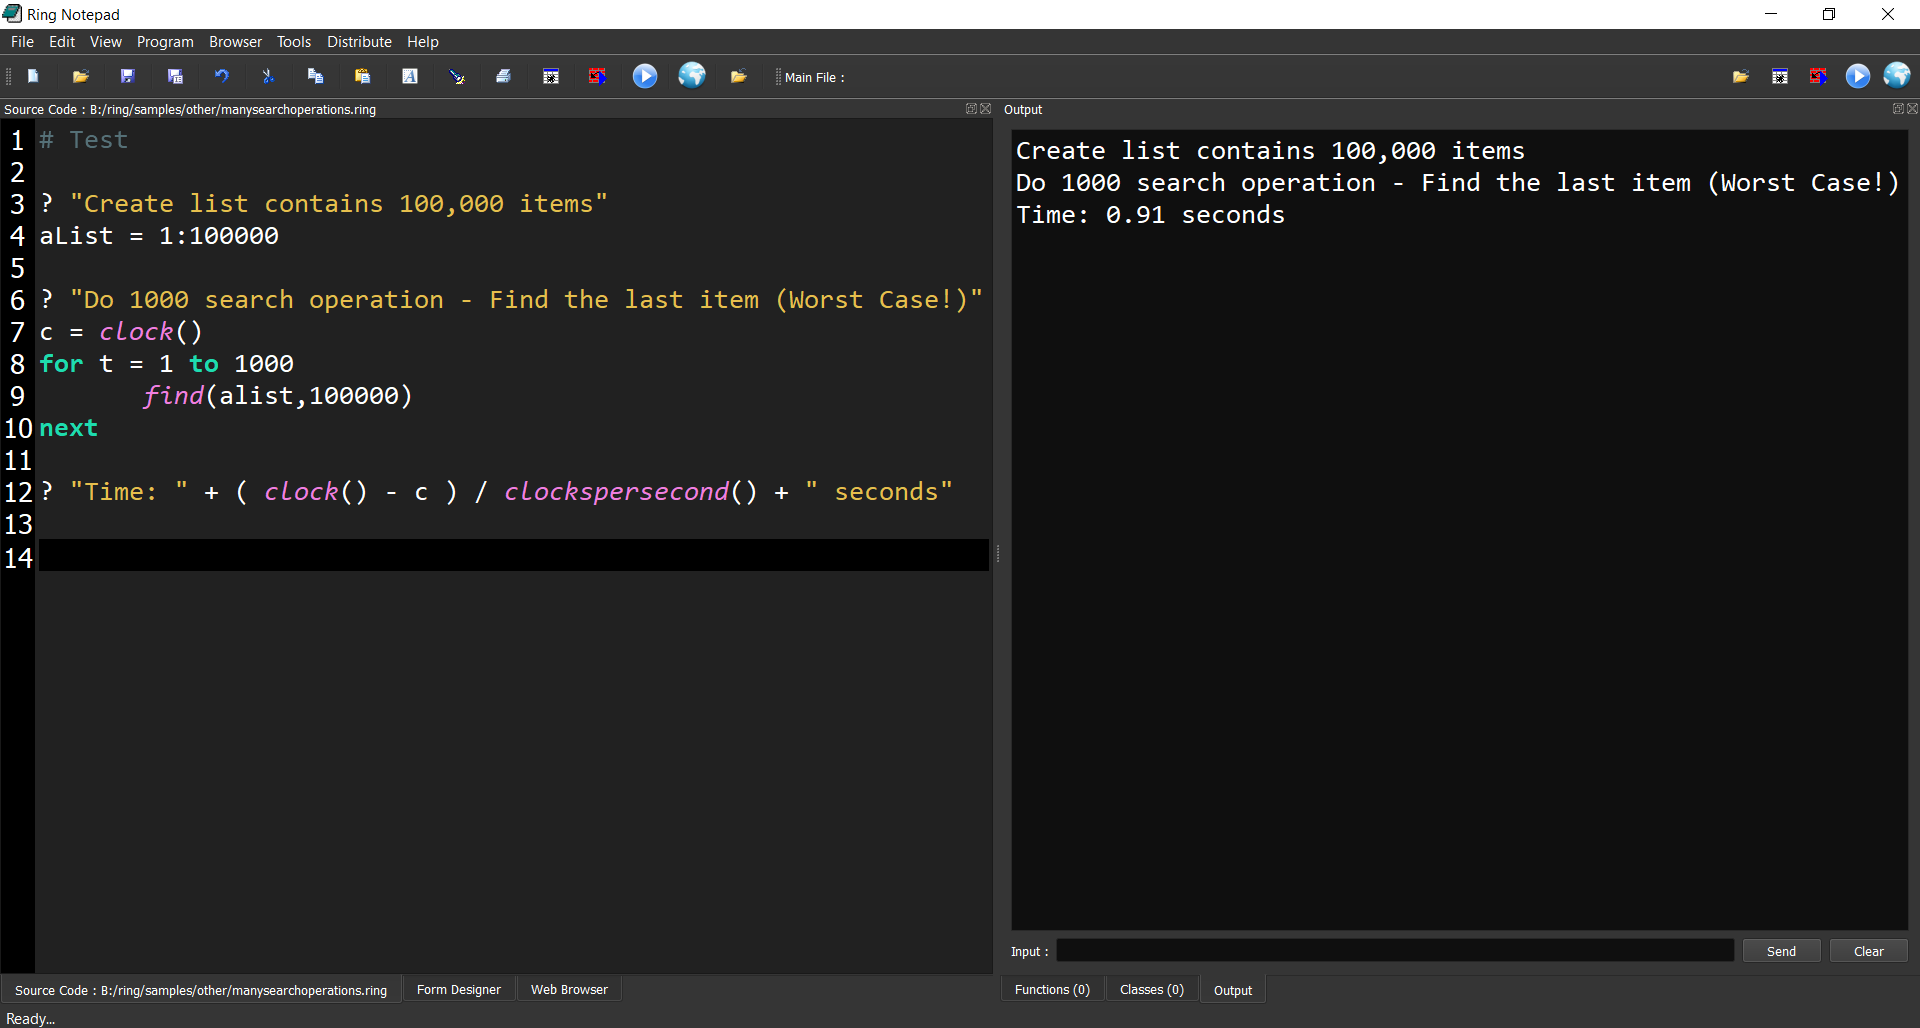 Ring Notepad
File Edit View Program Browser Tools Distribute Help
Main File :
Source Code : B:/ring/samples/other/manysearchoperations.ring
1 # Test
2
3 ? "Create list contains 100,000 items"
4 aList = 1:100000
5
6 ? "Do 1000 search operation - Find the last item (Worst Case!)"
7 c = clock()
8 for t = 1 to 1000
9 find(alist,100000)
10 next
11
12 ? "Time: " + ( clock() - c ) / clockspersecond() + " seconds"
13
14
Output
Create list contains 100,000 items
Do 1000 search operation - Find the last item (Worst Case!)
Time: 0.91 seconds
Input :
Send
Clear
Source Code : B:/ring/samples/other/manysearchoperations.ring
Form Designer
Web Browser
Functions (0)
Classes (0)
Output
Ready...